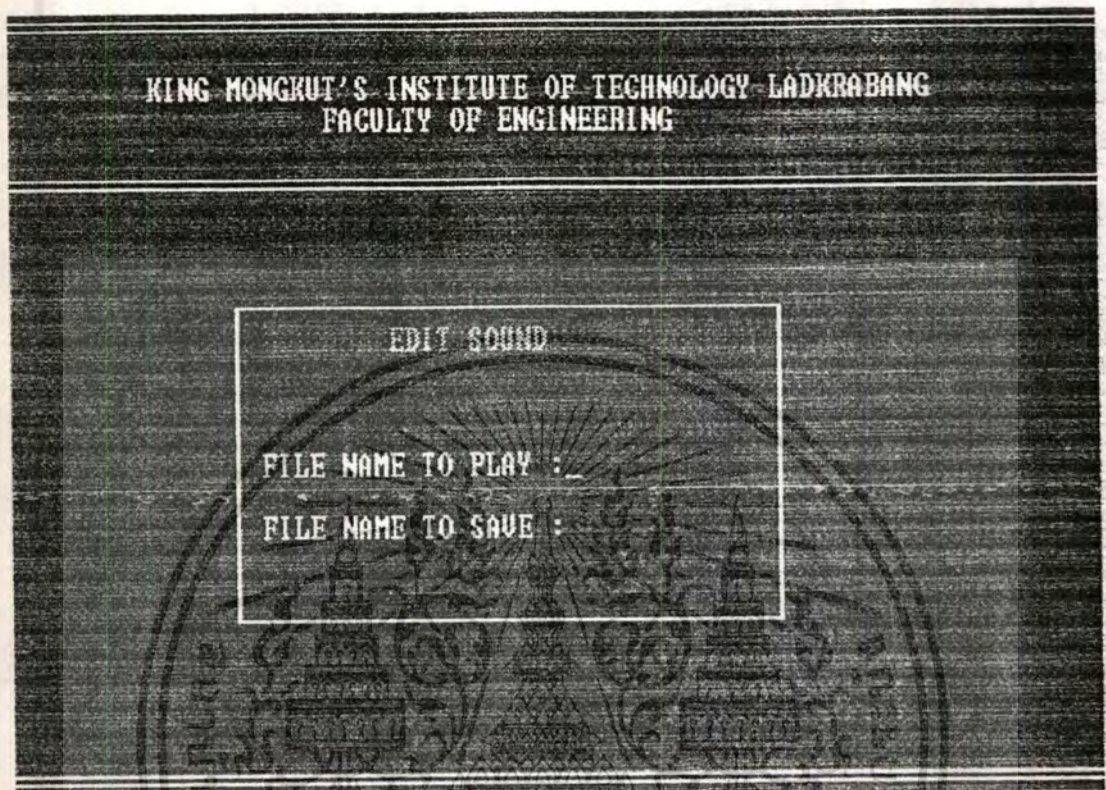 KING MONGKUT'S INSTITUTE OF TECHNOLOGY LADKRABANG
FACULTY OF ENGINEERING
EDIT SOUND
FILE NAME TO PLAY :_
FILE NAME TO SAVE :